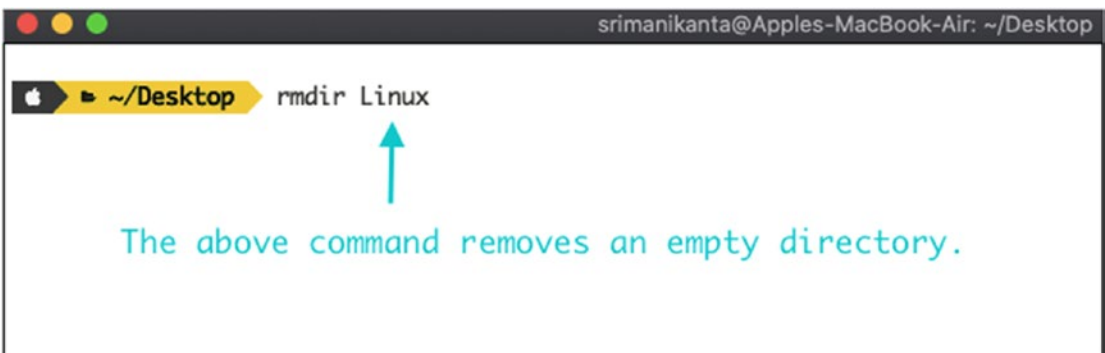 srimanikanta@Apples-MacBook-Air: ~/Desktop
~/Desktop rmdir Linux
The above command removes an empty directory.